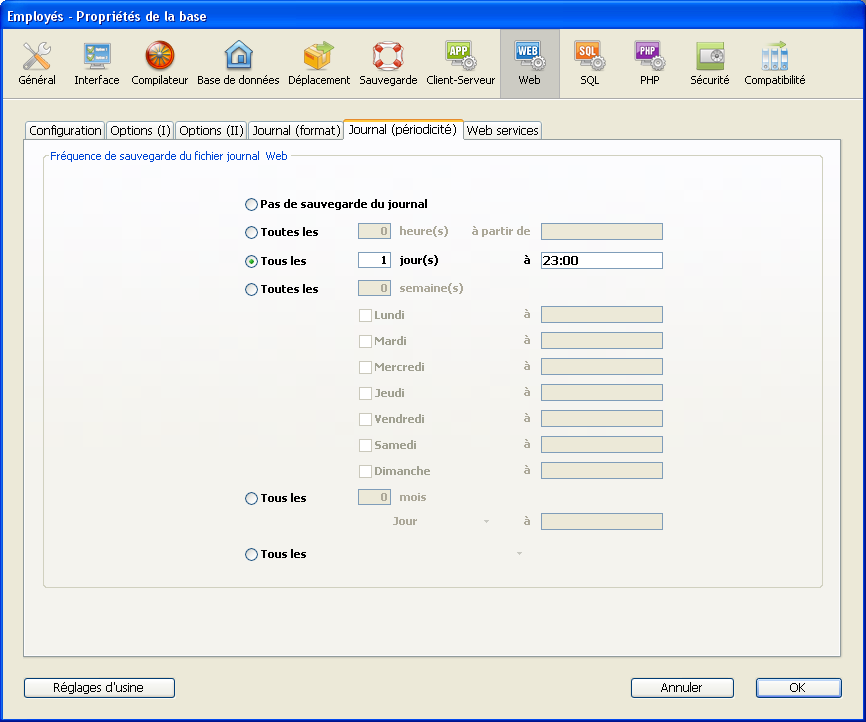 Employés - Propriétés de la base
APP WEB SQL PHP
Général Interface Compilateur Base de données Déplacement Sauvegarde Client-Serveur Web SQL PHP Sécurité Compatibilité
Configuration Options (I) Options (II) Journal (format) Journal (périodicité) Web services
Fréquence de sauvegarde du fichier journal Web
Pas de sauvegarde du journal
Toutes les 0 heure(s) à partir de
Tous les 1 jour(s) à 23:00
Toutes les 0 semaine(s)
Lundi à
Mardi à
Mercredi à
Jeudi à
Vendredi à
Samedi à
Dimanche à
Tous les 0 mois
Jour à
Tous les
Réglages d'usine Annuler OK